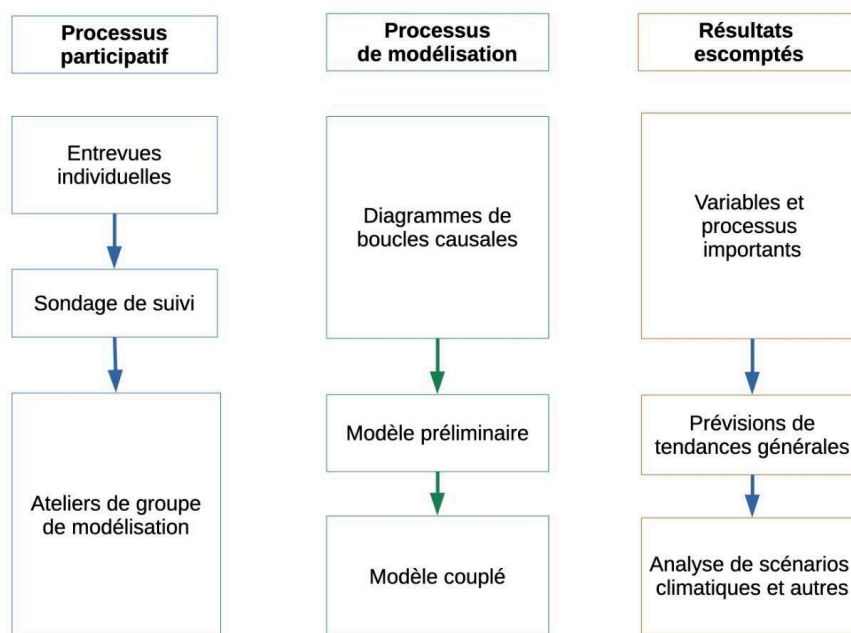 Processus
participatif
Entrevues
individuelles
Sondage de suivi
Ateliers de groupe
de modélisation
Processus
de modélisation
Diagrammes de
boucles causales
Modèle préliminaire
Modèle couplé
Résultats
escomptés
Variables et
processus
importants
Prévisions de
tendances générales
Analyse de scénarios
climatiques et autres